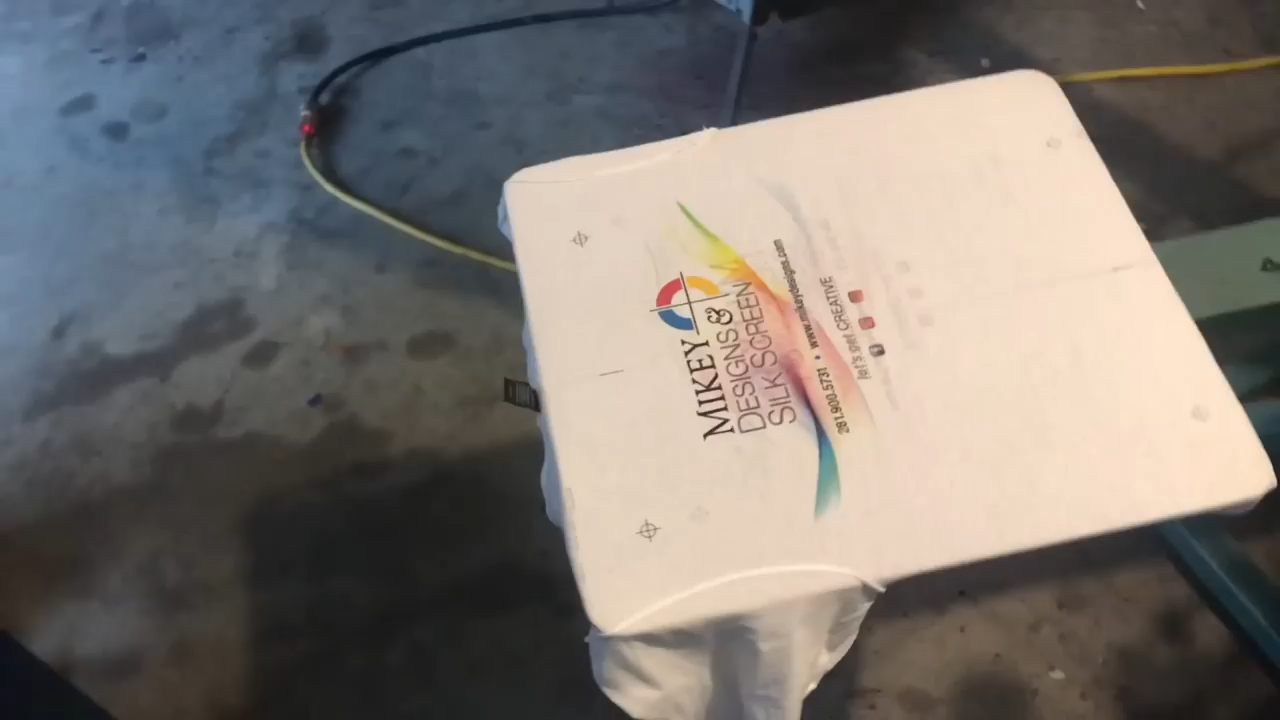 MIKEY
DESIGNS &
SILK SCREEN
281.900.5731 • www.mikeydesigns.com
let's get CREATIVE